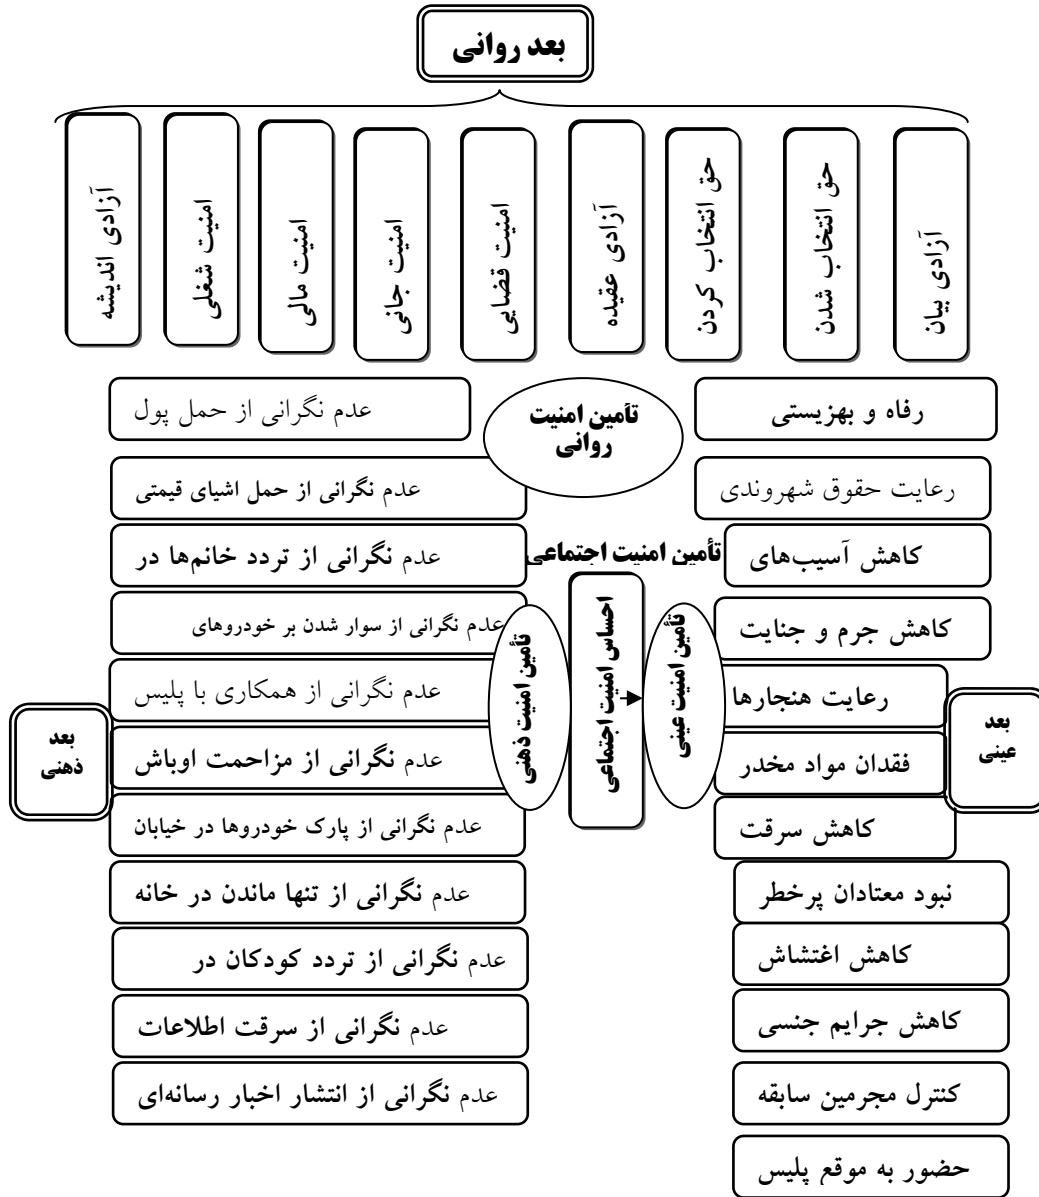 بعد روانی
آزادی بیان
حق انتخاب شدن
حق انتخاب کردن
آزادی عقیده
امنیت قضایی
امنیت جانی
امنیت مالی
امنیت شغلی
آزادی اندیشه
رفاه و بهزیستی
رعایت حقوق شهروندی
کاهش آسیب‌های
کاهش جرم و جنایت
رعایت هنجارها
فقدان مواد مخدر
کاهش سرقت
نبود معتادان پرخطر
کاهش اغتشاش
کاهش جرایم جنسی
کنترل مجرمین سابقه
حضور به موقع پلیس
بعد
عینی
تأمین امنیت
روانی
تأمین امنیت اجتماعی
تأمین امنیت عینی
احساس امنیت اجتماعی
تأمین امنیت ذهنی
عدم نگرانی از حمل پول
عدم نگرانی از حمل اشیای قیمتی
عدم نگرانی از تردد خانم‌ها در
عدم نگرانی از سوار شدن بر خودروهای
عدم نگرانی از همکاری با پلیس
عدم نگرانی از مزاحمت اوباش
عدم نگرانی از پارک خودروها در خیابان
عدم نگرانی از تنها ماندن در خانه
عدم نگرانی از تردد کودکان در
عدم نگرانی از سرقت اطلاعات
عدم نگرانی از انتشار اخبار رسانه‌ای
بعد
ذهنی